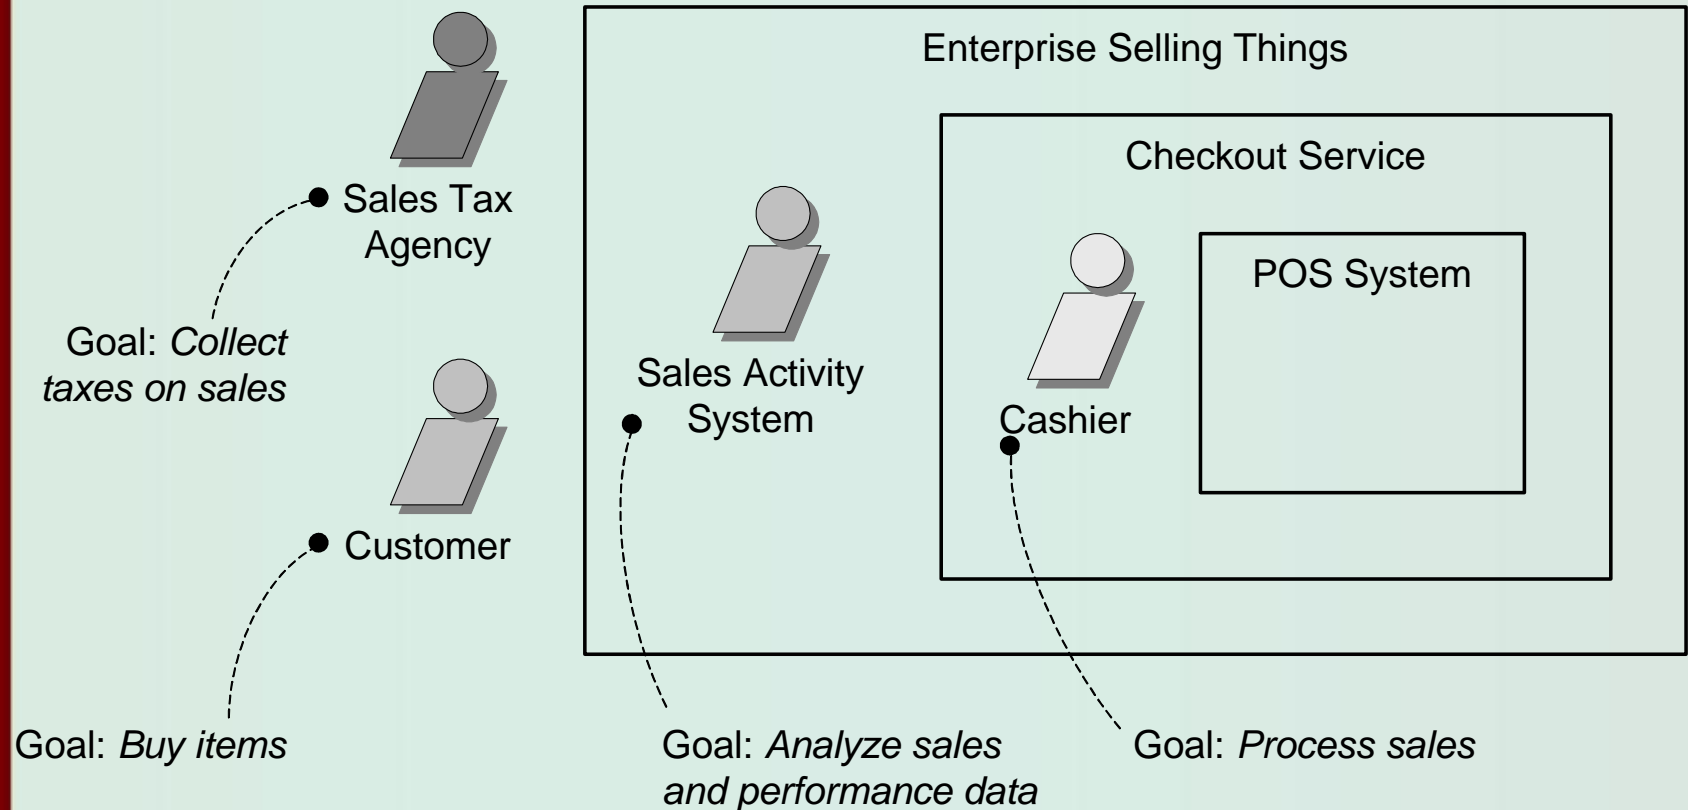 Enterprise Selling Things
Checkout Service
Sales Tax
Agency
POS System
Goal: Collect
taxes on sales
Sales Activity
System
Cashier
Customer
Goal: Buy items
Goal: Analyze sales
and performance data
Goal: Process sales